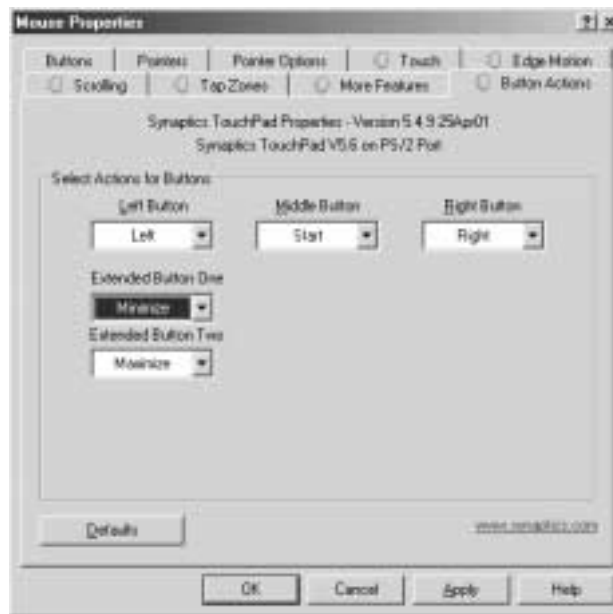 Mouse Properties
Buttons Pointers Pointer Options Touch Edge Motion
Scrolling Tap Zones More Features Button Actions
Synaptics TouchPad Properties - Version 5.4.9 25Apr01
Synaptics TouchPad V5.6 on PS/2 Port
Select Actions for Buttons
Left Button Middle Button Right Button
Left Start Right
Extended Button One
Minimize
Extended Button Two
Maximize
Defaults www.synaptics.com
OK Cancel Apply Help